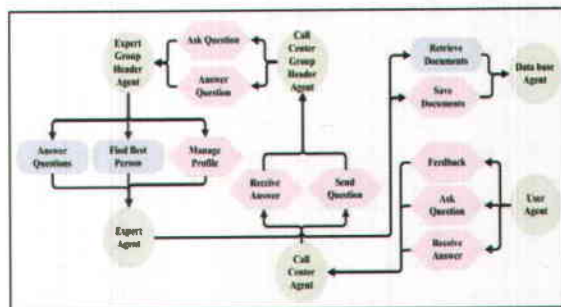 Expert
Group
Header
Agent
Ask Question
Answer
Question
Call
Center
Group
Header
Agent
Retrieve
Documents
Save
Documents
Data base
Agent
Answer
Questions
Find Best
Person
Manage
Profile
Receive
Answer
Send
Question
Feedback
Ask
Question
Receive
Answer
User
Agent
Expert
Agent
Call
Center
Agent